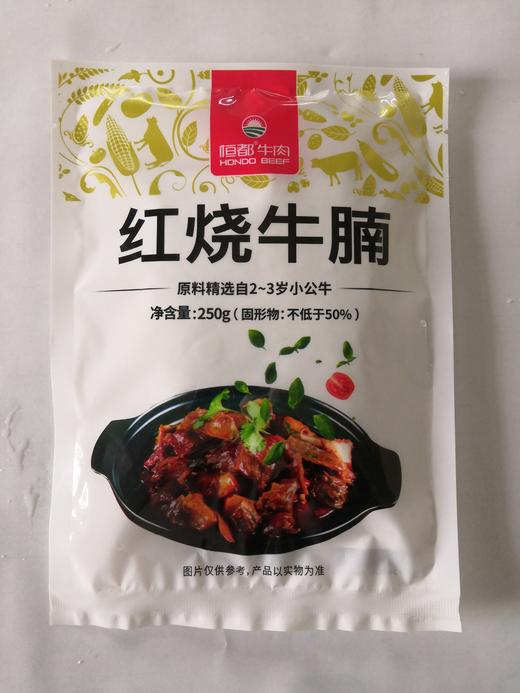 恒都®牛肉
HONDO BEEF
红烧牛腩
原料精选自2~3岁小公牛
净含量:250g(固形物:不低于50%)
图片仅供参考,产品以实物为准